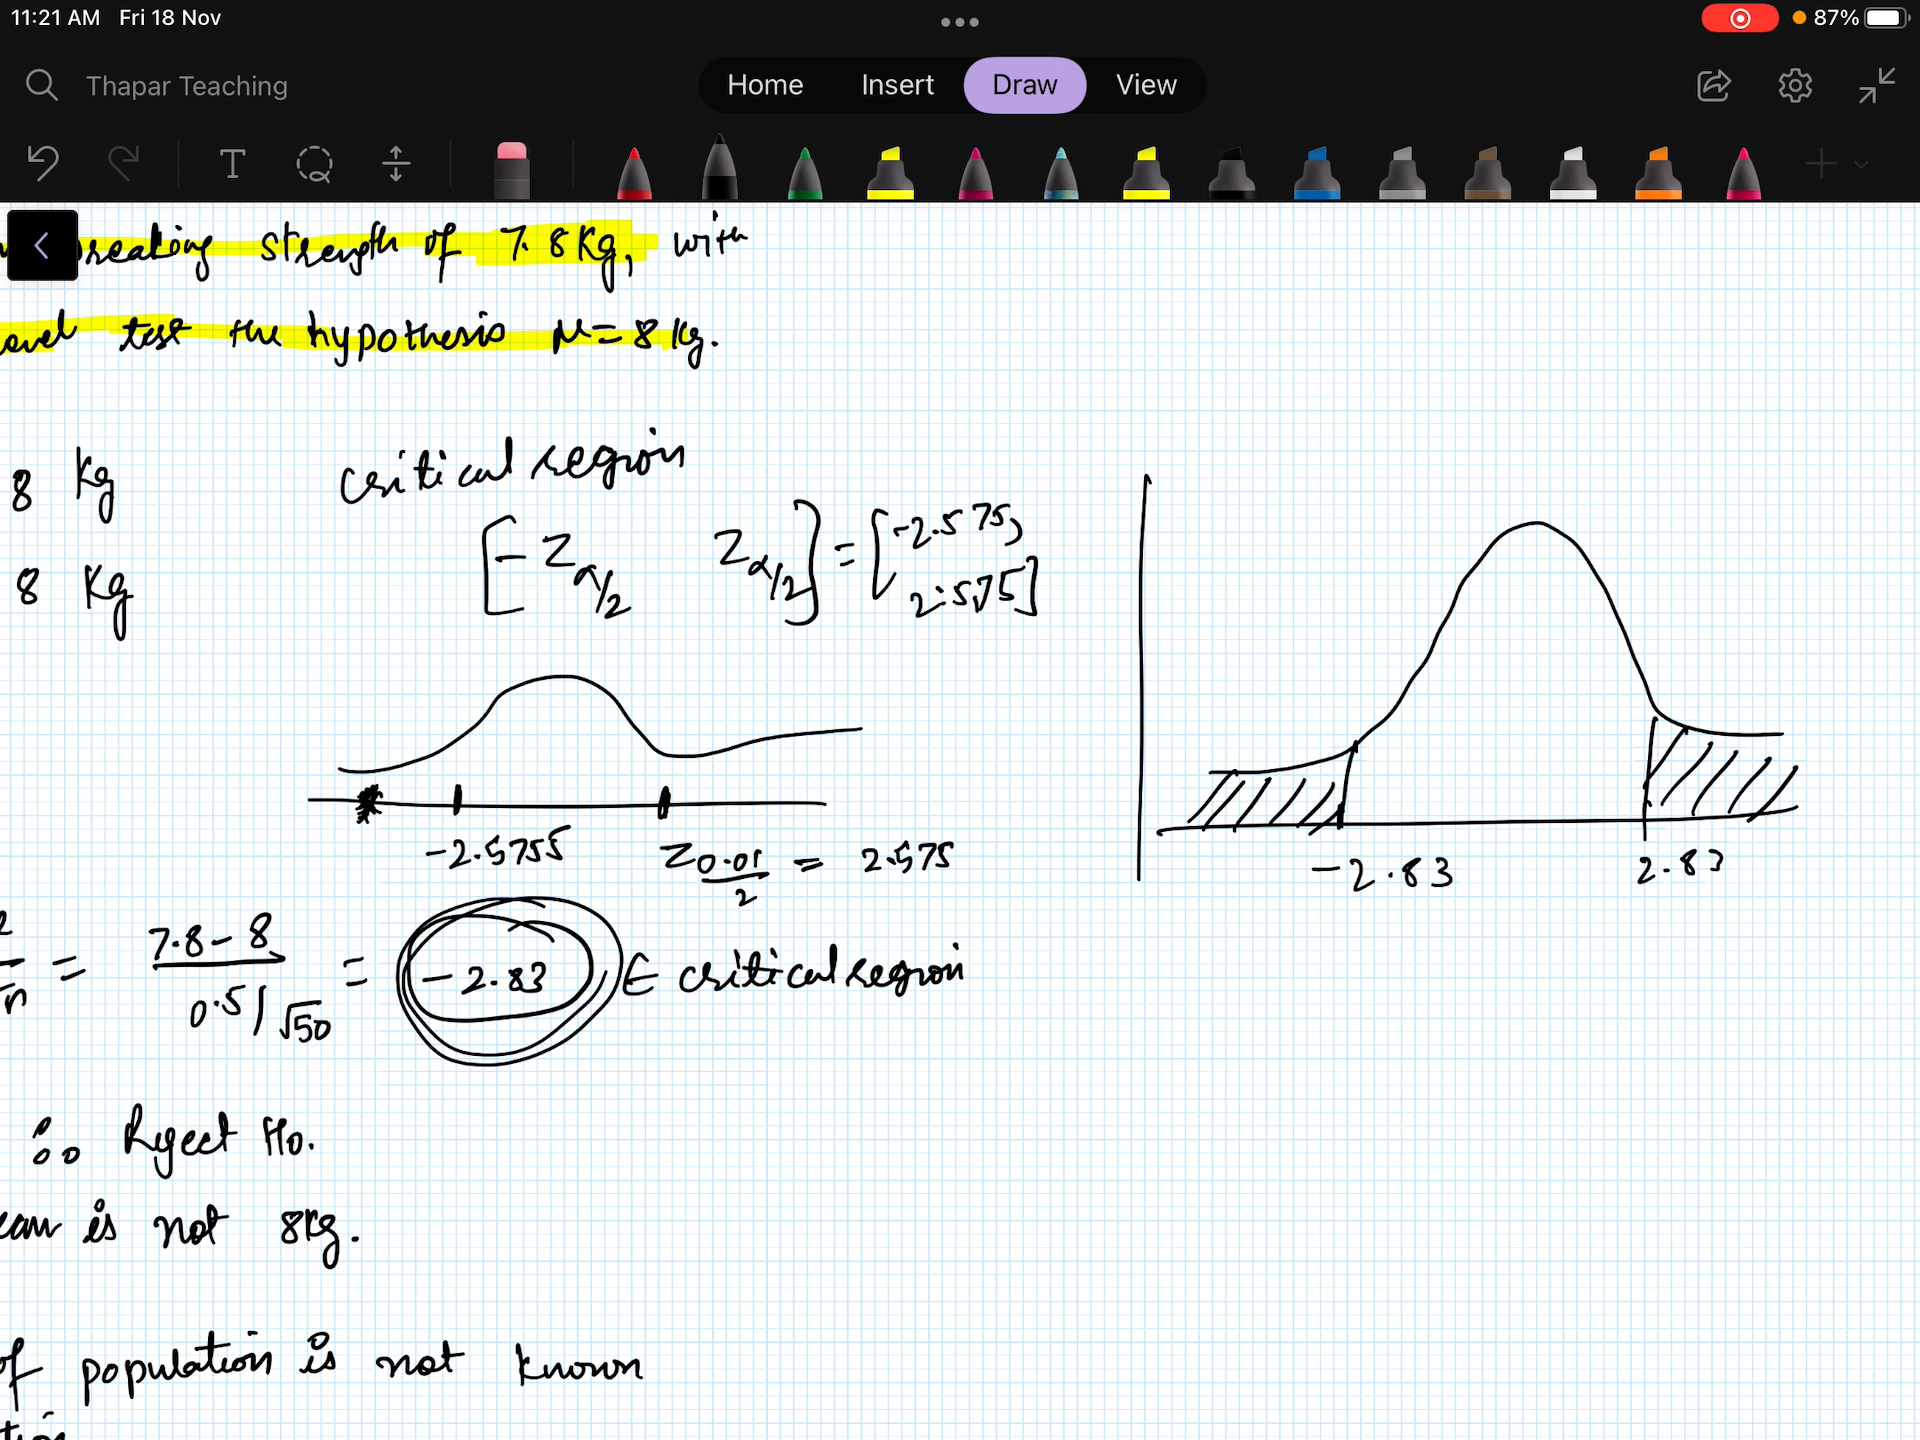 11:21 AM Fri 18 Nov
87%
Thapar Teaching
Home Insert Draw View
T
breaking strength of 7.8 Kg, with
level test the hypothesis μ = 8 Kg.
8 Kg
critical region
[-Zα/2 Zα/2] = [-2.575,
2.575]
8 Kg
-2.5755 Z0.01/2 = 2.575
-2.83 2.83
n = 7.8-8 / 0.5/√50 = -2.83 ∈ critical region
∴ Reject Ho.
is not 8Kg.
of population is not known